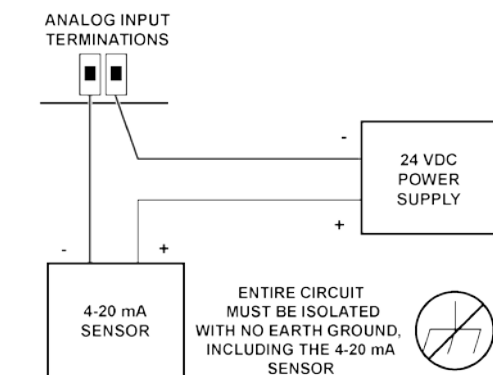 ANALOG INPUT
TERMINATIONS
-
24 VDC
POWER
SUPPLY
+
-
+
4-20 mA
SENSOR
ENTIRE CIRCUIT
MUST BE ISOLATED
WITH NO EARTH GROUND,
INCLUDING THE 4-20 mA
SENSOR